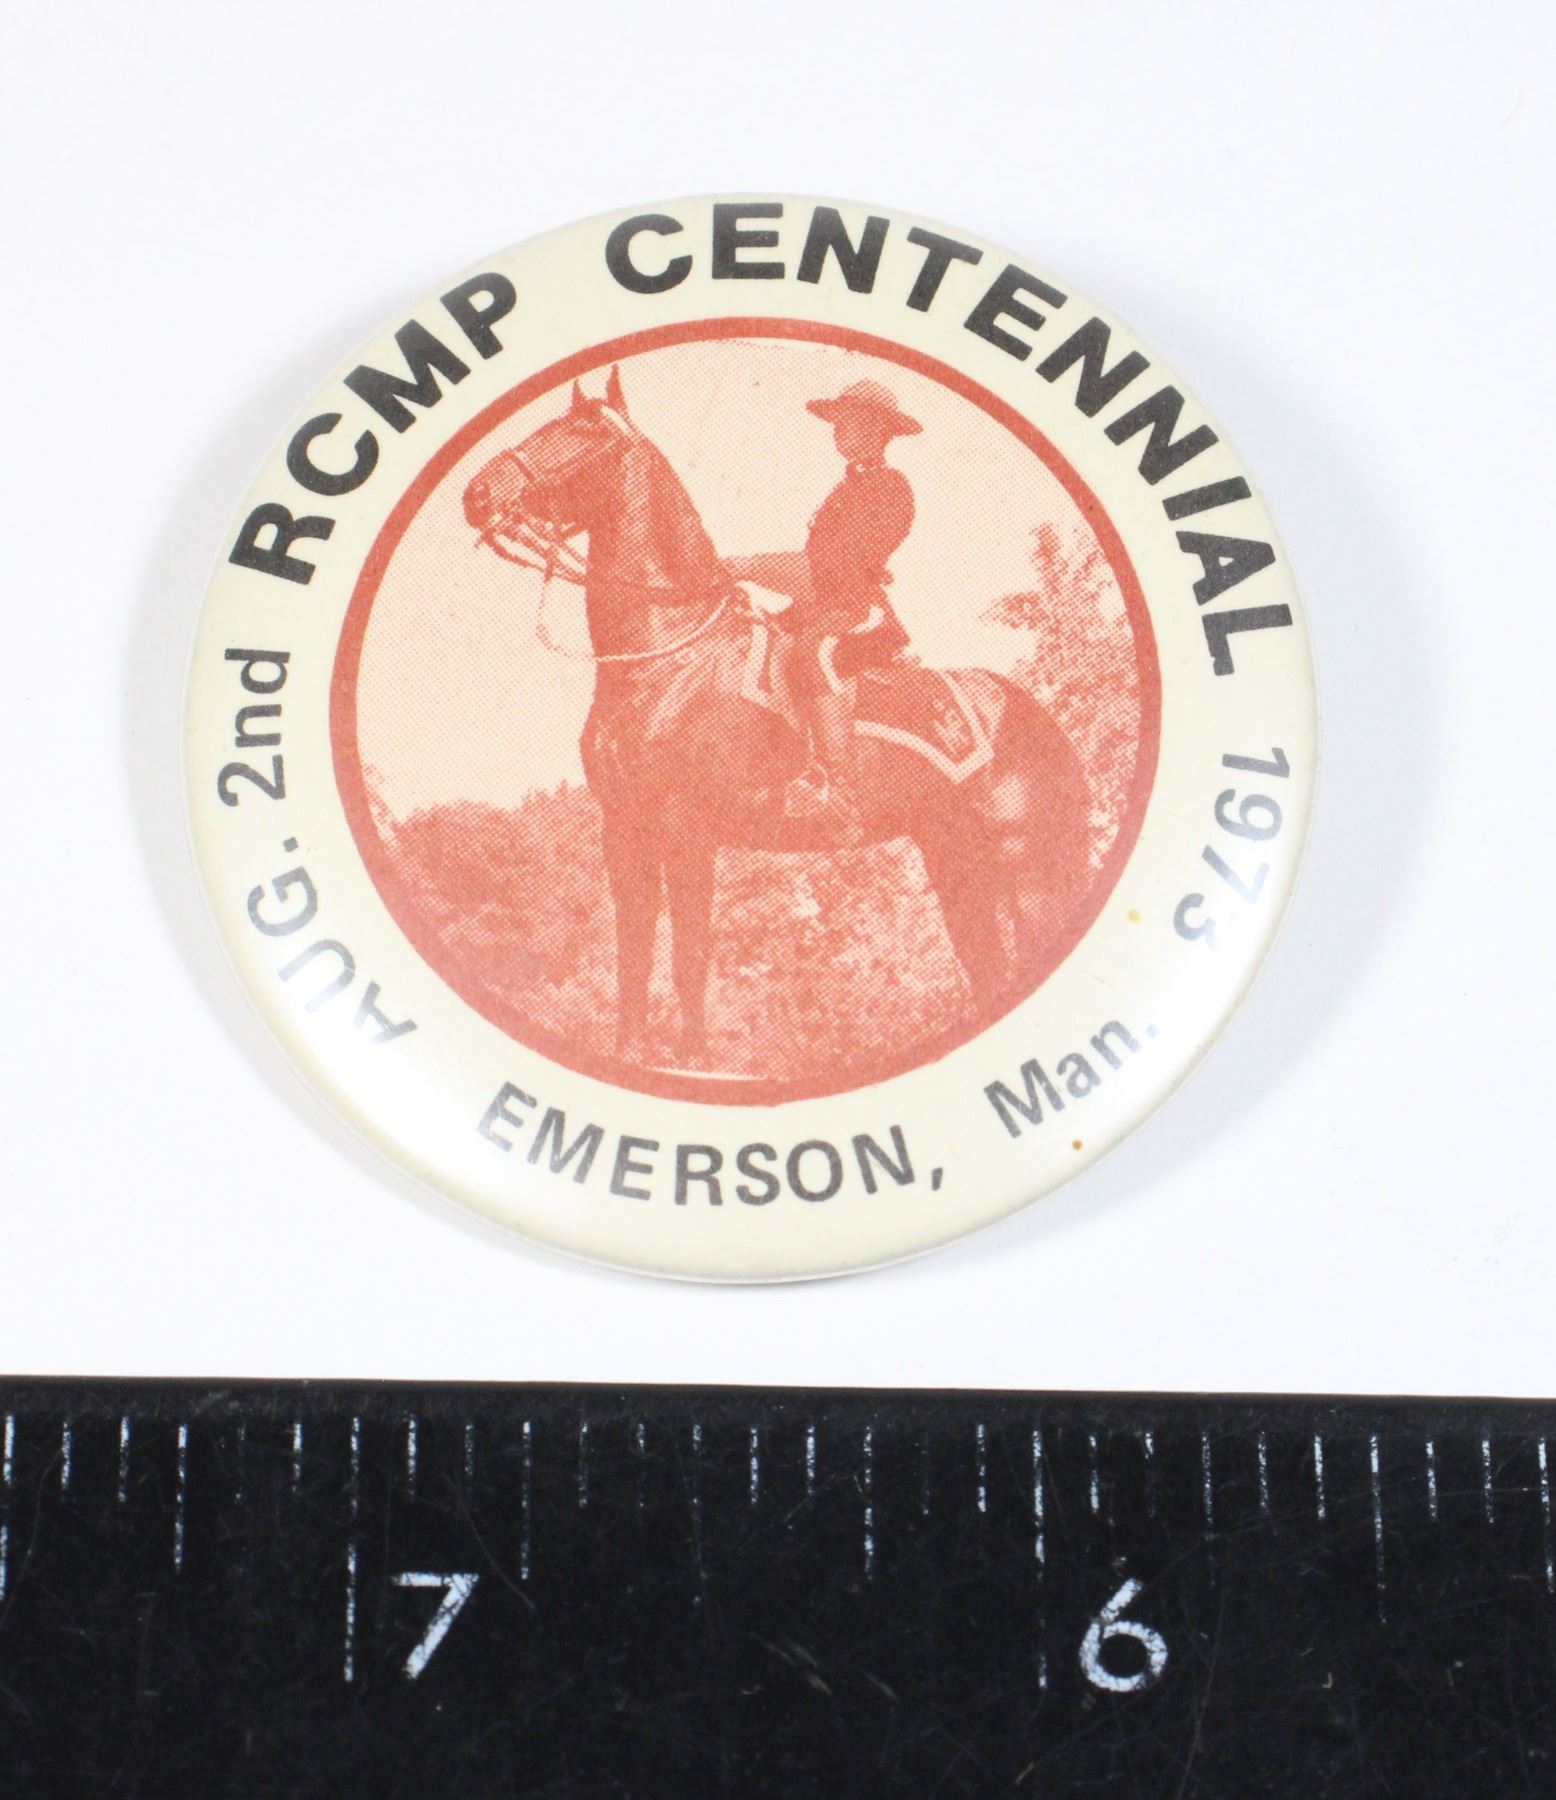 RCMP CENTENNIAL
AUG. 2nd 1973
EMERSON, Man.
7 6